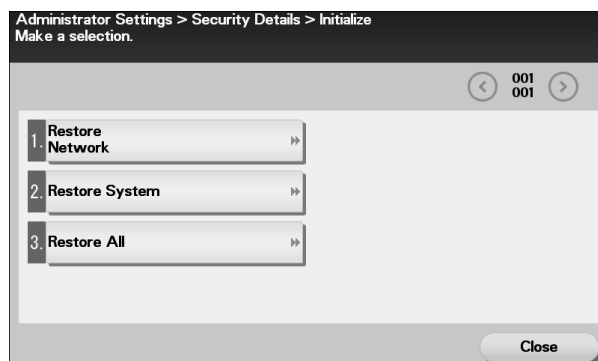 Administrator Settings > Security Details > Initialize
Make a selection.
001
001
1. Restore
Network
2. Restore System
3. Restore All
Close